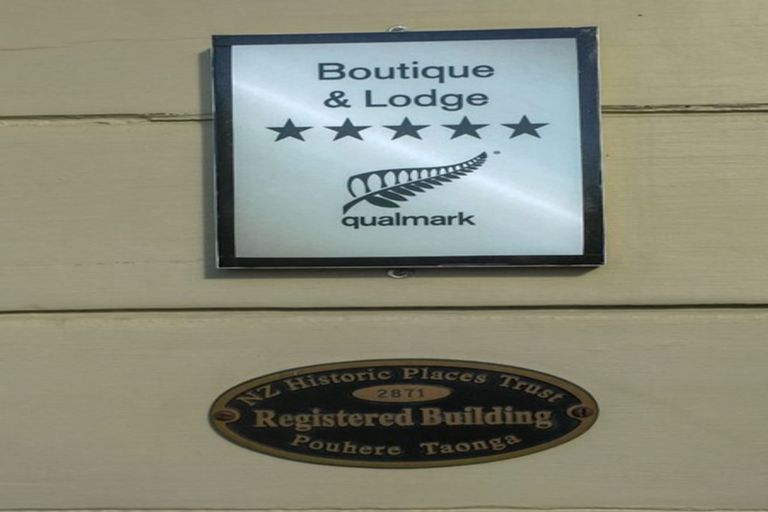 Boutique
& Lodge
qualmark
NZ Historic Places Trust
2871
Registered Building
Pouhere Taonga